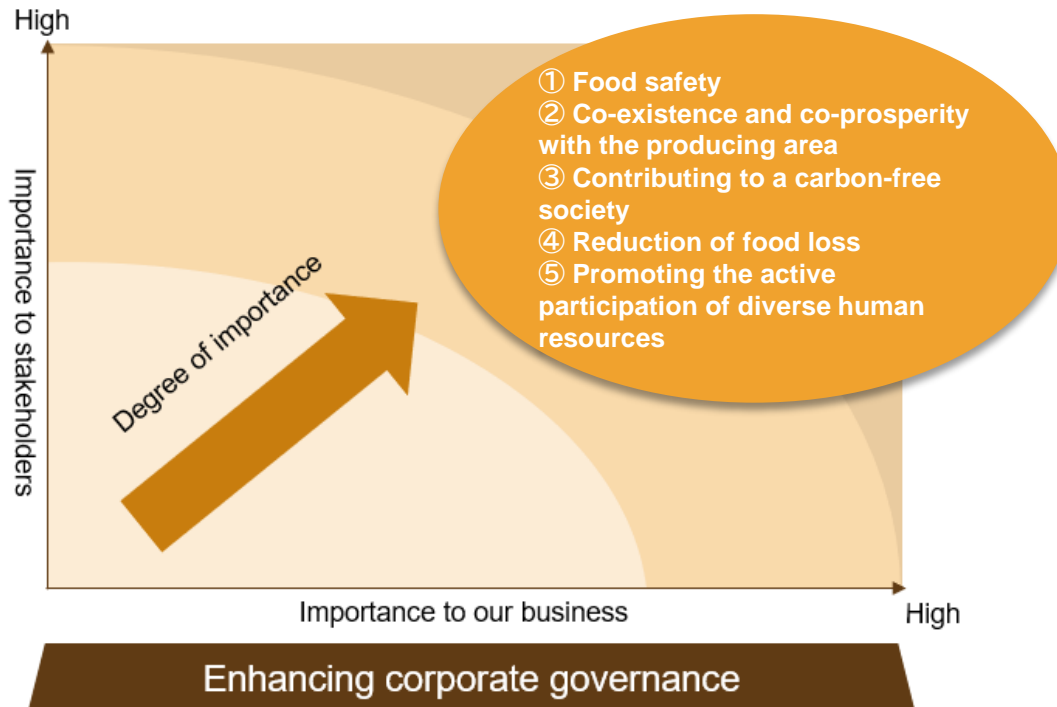 High
① Food safety
② Co-existence and co-prosperity
with the producing area
③ Contributing to a carbon-free
society
④ Reduction of food loss
⑤ Promoting the active
participation of diverse human
resources
Importance to stakeholders
Degree of importance
Importance to our business
High
Enhancing corporate governance